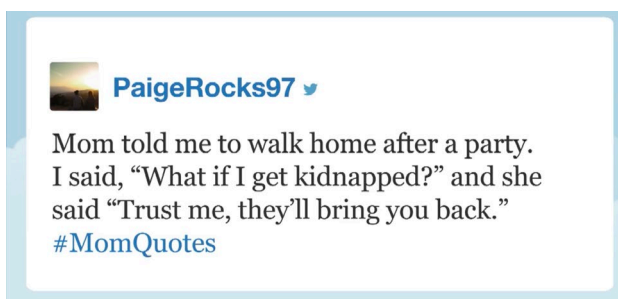 PaigeRocks97
Mom told me to walk home after a party.
I said, “What if I get kidnapped?” and she
said “Trust me, they’ll bring you back.”
#MomQuotes